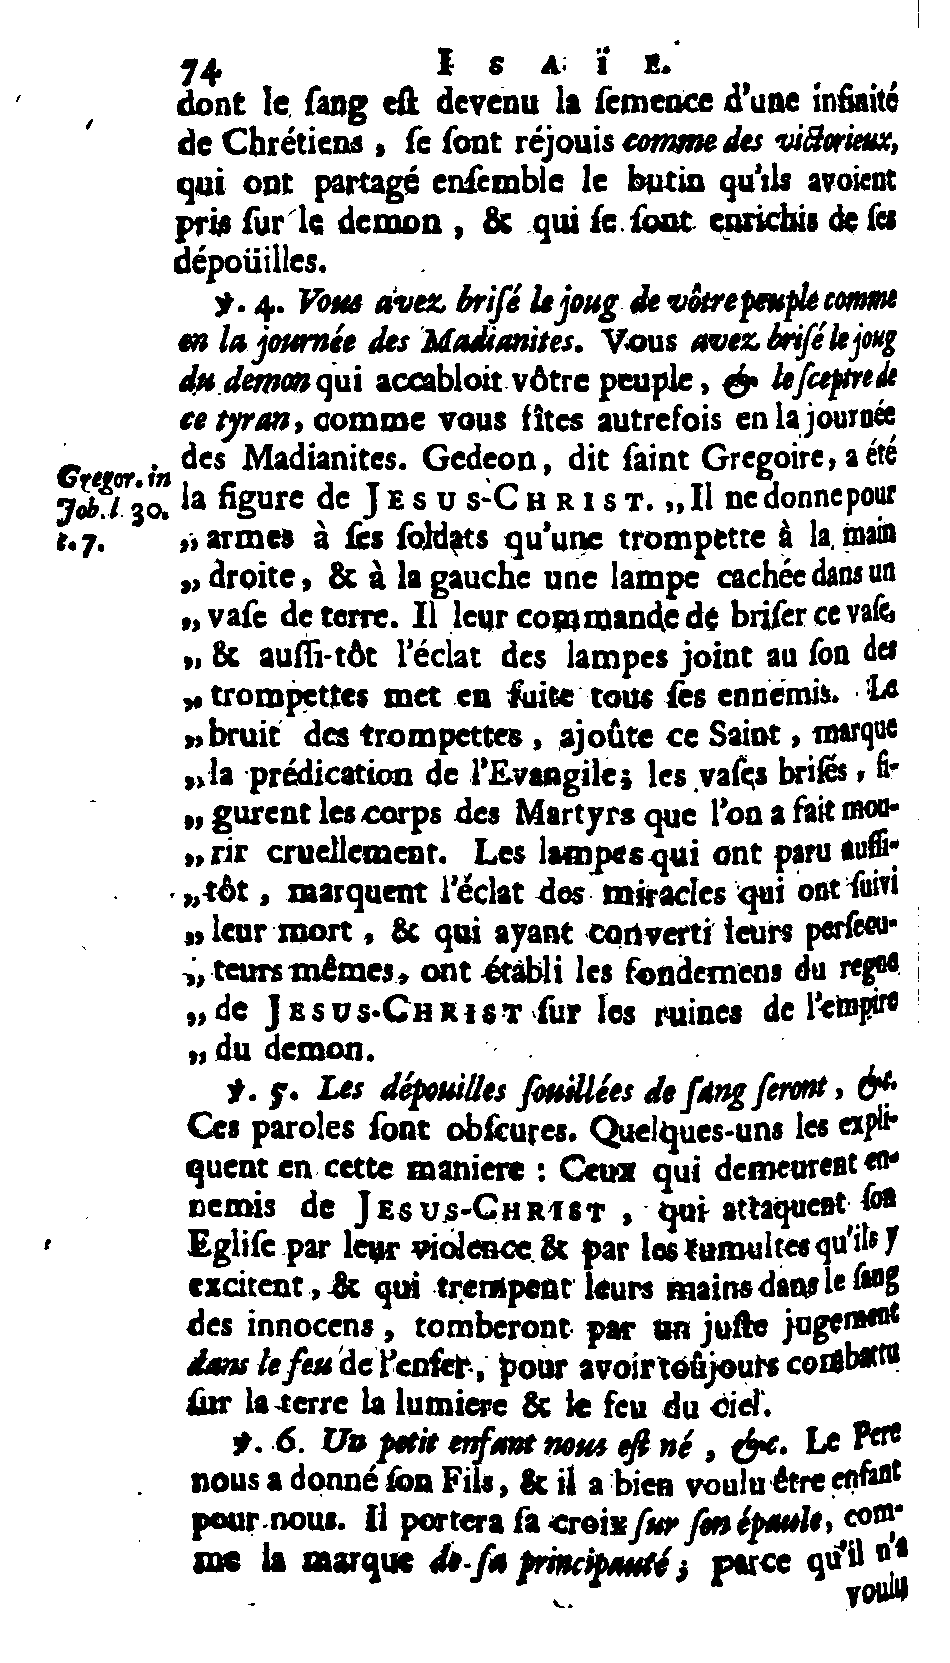 74 ISAÏE.
dont le ſang eſt devenu la ſemence d'une infinité
de Chrétiens, ſe ſont réjouis comme des victorieux,
qui ont partagé enſemble le butin qu'ils avoient
pris ſur le demon, & qui ſe ſont enrichis de ſes
dépoüilles.
℣. 4. Vous avez briſé le joug de vôtre peuple comme
en la journée des Madianites. Vous avez briſé le joug
du demon qui accabloit vôtre peuple, & le ſceptre de
ce tyran, comme vous fîtes autrefois en la journée
des Madianites. Gedeon, dit ſaint Gregoire, a été
Gregor. in
Job. l. 30.
c. 7.
la figure de JESUS-CHRIST. „Il ne donne pour
„ armes à ſes ſoldats qu'une trompette à la main
„ droite, & à la gauche une lampe cachée dans un
„ vaſe de terre. Il leur commande de briſer ce vaſe,
„ & auſſi-tôt l'éclat des lampes joint au ſon des
„ trompettes met en fuite tous ſes ennemis. Le
„ bruit des trompettes, ajoûte ce Saint, marque
„ la prédication de l'Evangile; les vaſes briſés, fi-
„ gurent les corps des Martyrs que l'on a fait mou-
„ rir cruellement. Les lampes qui ont paru auſſi-
„ tôt, marquent l'éclat des miracles qui ont ſuivi
„ leur mort, & qui ayant converti leurs perſecu-
„ teurs mêmes, ont établi les fondemens du regne
„ de JESUS-CHRIST ſur les ruines de l'empire
„ du demon.
℣. 5. Les dépouilles ſouillées de ſang ſeront, &c.
Ces paroles ſont obſcures. Quelques-uns les expli-
quent en cette maniere : Ceux qui demeurent en-
nemis de JESUS-CHRIST, qui attaquent ſon
Egliſe par leur violence & par les tumultes qu'ils y
excitent, & qui trempent leurs mains dans le ſang
des innocens, tomberont par un juſte jugement
dans le feu de l'enfer, pour avoir toûjours combattu
ſur la terre la lumiere & le feu du ciel.
℣. 6. Un petit enfant nous eſt né, &c. Le Pere
nous a donné ſon Fils, & il a bien voulu être enfant
pour nous. Il portera ſa croix ſur ſon épaule, com-
me la marque de ſa principauté; parce qu'il n'a
voulu